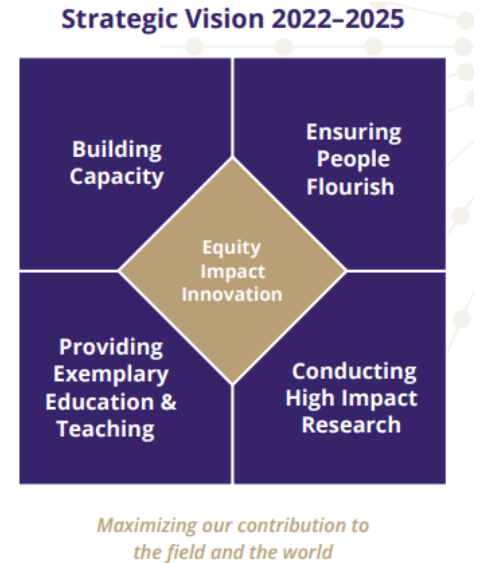 Strategic Vision 2022–2025
Building
Capacity
Ensuring
People
Flourish
Equity
Impact
Innovation
Providing
Exemplary
Education &
Teaching
Conducting
High Impact
Research
Maximizing our contribution to
the field and the world